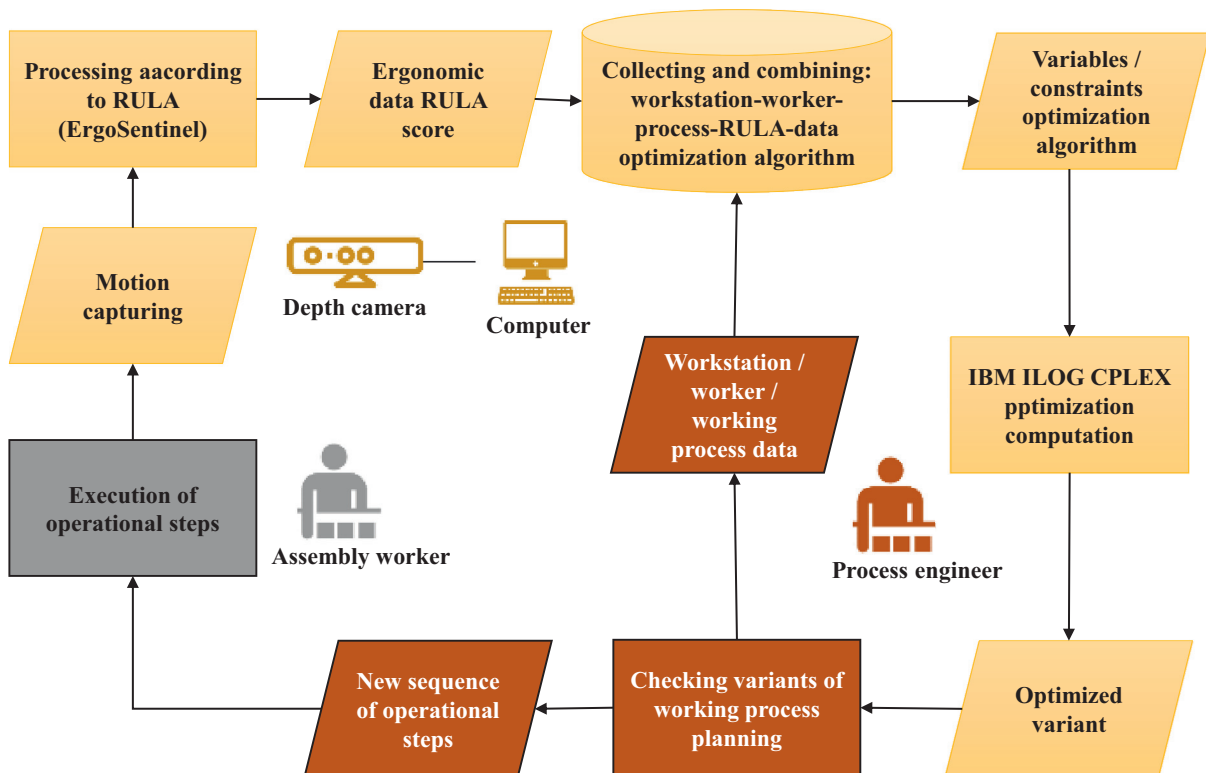 Processing aacording
to RULA
(ErgoSentinel)
Ergonomic
data RULA
score
Collecting and combining:
workstation-worker-
process-RULA-data
optimization algorithm
Variables /
constraints
optimization
algorithm
Motion
capturing
Depth camera
Computer
Workstation /
worker /
working
process data
IBM ILOG CPLEX
pptimization
computation
Execution of
operational steps
Assembly worker
Process engineer
New sequence
of operational
steps
Checking variants of
working process
planning
Optimized
variant